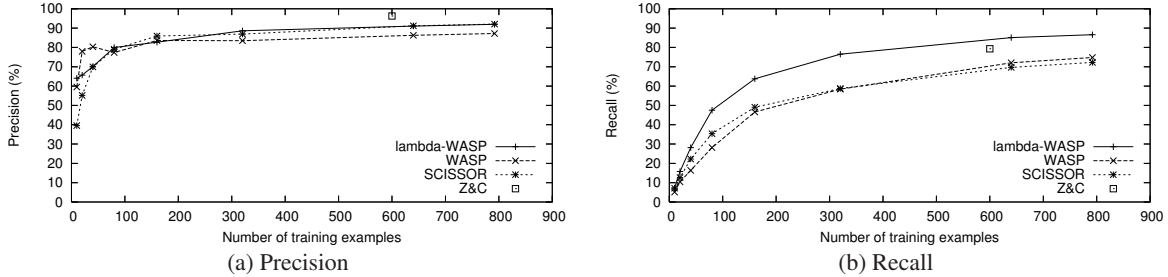 100
90
80
70
60
50
40
30
20
10
0
Precision (%)
lambda-WASP
WASP
SCISSOR
Z&C
0 100 200 300 400 500 600 700 800 900
Number of training examples
(a) Precision
100
90
80
70
60
50
40
30
20
10
0
Recall (%)
lambda-WASP
WASP
SCISSOR
Z&C
0 100 200 300 400 500 600 700 800 900
Number of training examples
(b) Recall